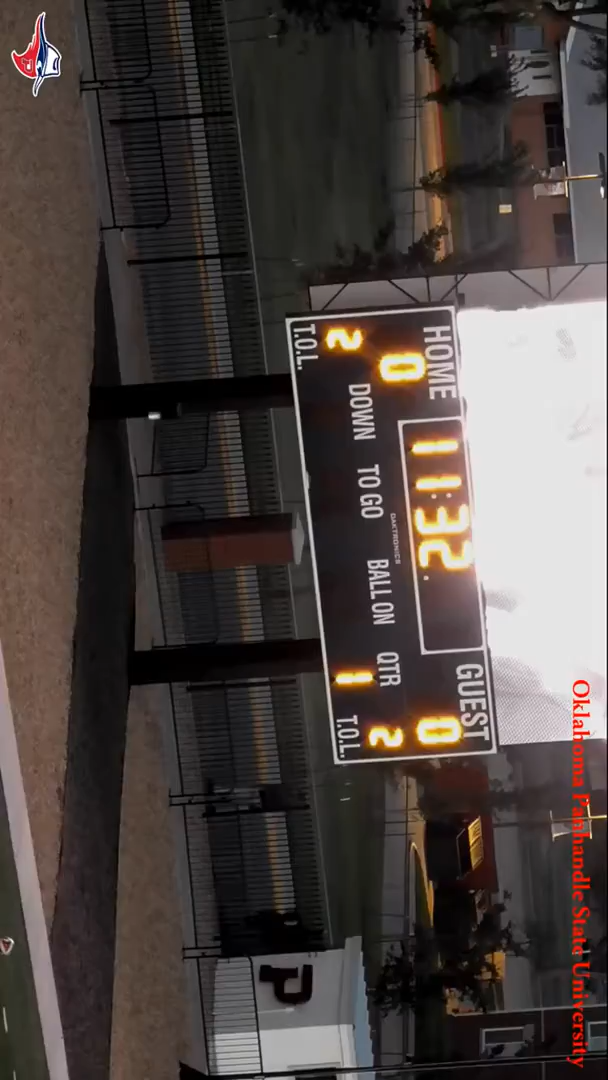 HOME
GUEST
0
11:32
0
DAKTRONICS
DOWN
TO GO
BALL ON
QTR
2
1
2
T.O.L.
T.O.L.
P
Oklahoma Panhandle State University